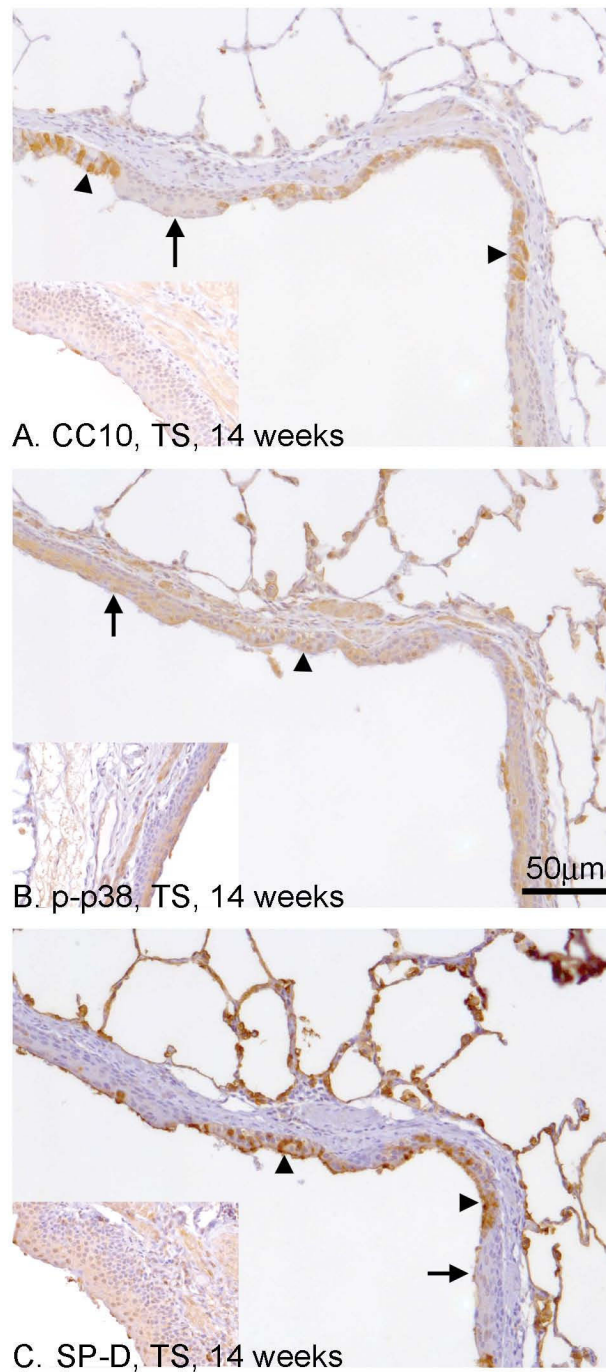 A. CC10, TS, 14 weeks
50μm
B. p-p38, TS, 14 weeks
C. SP-D, TS, 14 weeks